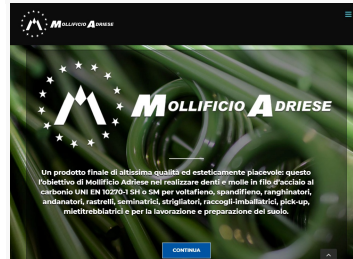 MOLLIFICIO ADRIESE
MOLLIFICIO ADRIESE
Un prodotto finale di altissima qualità ed esteticamente piacevole: questo
l'obiettivo di Mollificio Adriese nel realizzare denti e molle in filo d'acciaio al
carbonio UNI EN 10270-1 SH o SM per voltafieno, spandifieno, ranghinatori,
andanatori, rastrelli, seminatrici, strigliatori, raccogli-imballatrici, pick-up,
mietitrebbiatrici e per la lavorazione e preparazione del suolo.
CONTINUA